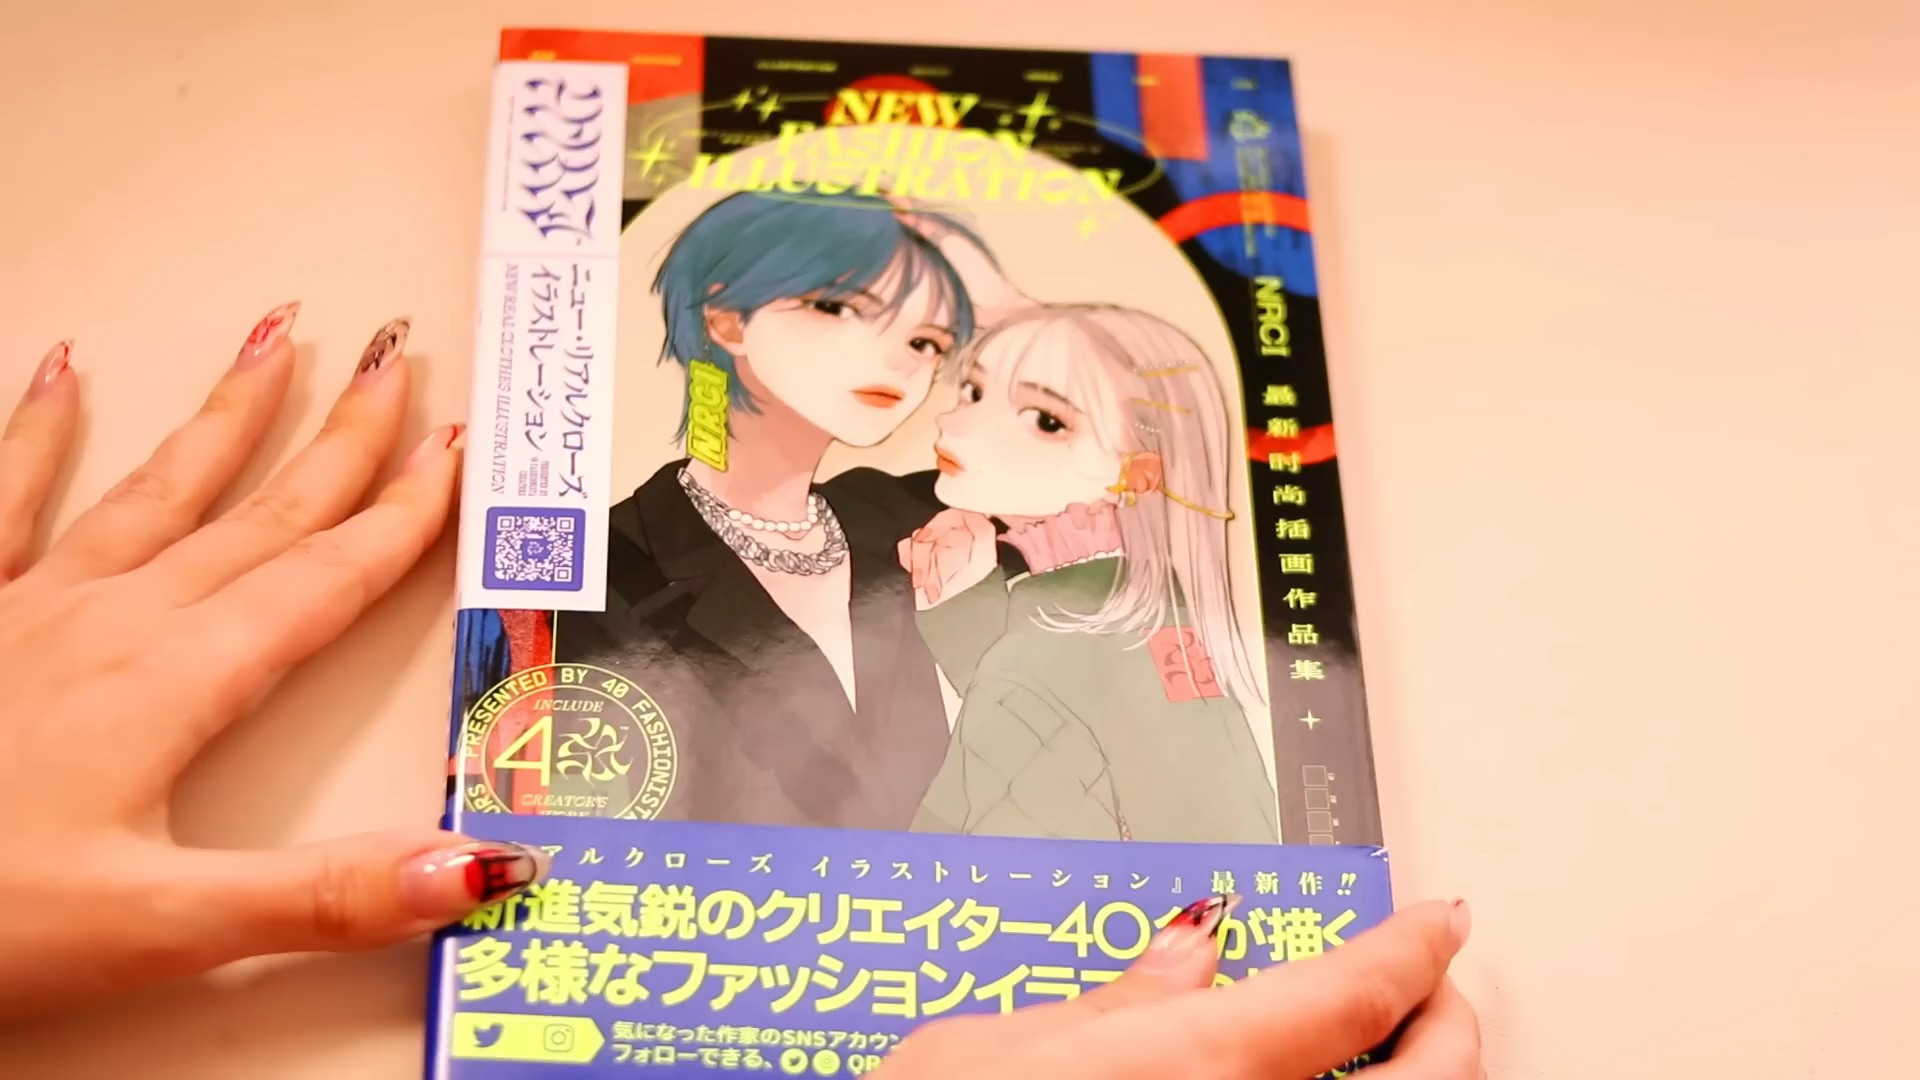 NEW
FASHION
ILLUSTRATION
ニュー・リアルクローズ
イラストレーション
NEW REAL CLOTHES ILLUSTRATION
NRCI
NRCI 最新时尚插画作品集
PRESENTED BY 40 FASHIONISTA
INCLUDE
4
CREATOR'S
アルクローズ イラストレーション』最新作!!
新進気鋭のクリエイター40 が描く
多様なファッションイラ
気になった作家のSNSアカウン
フォローできる、 QR